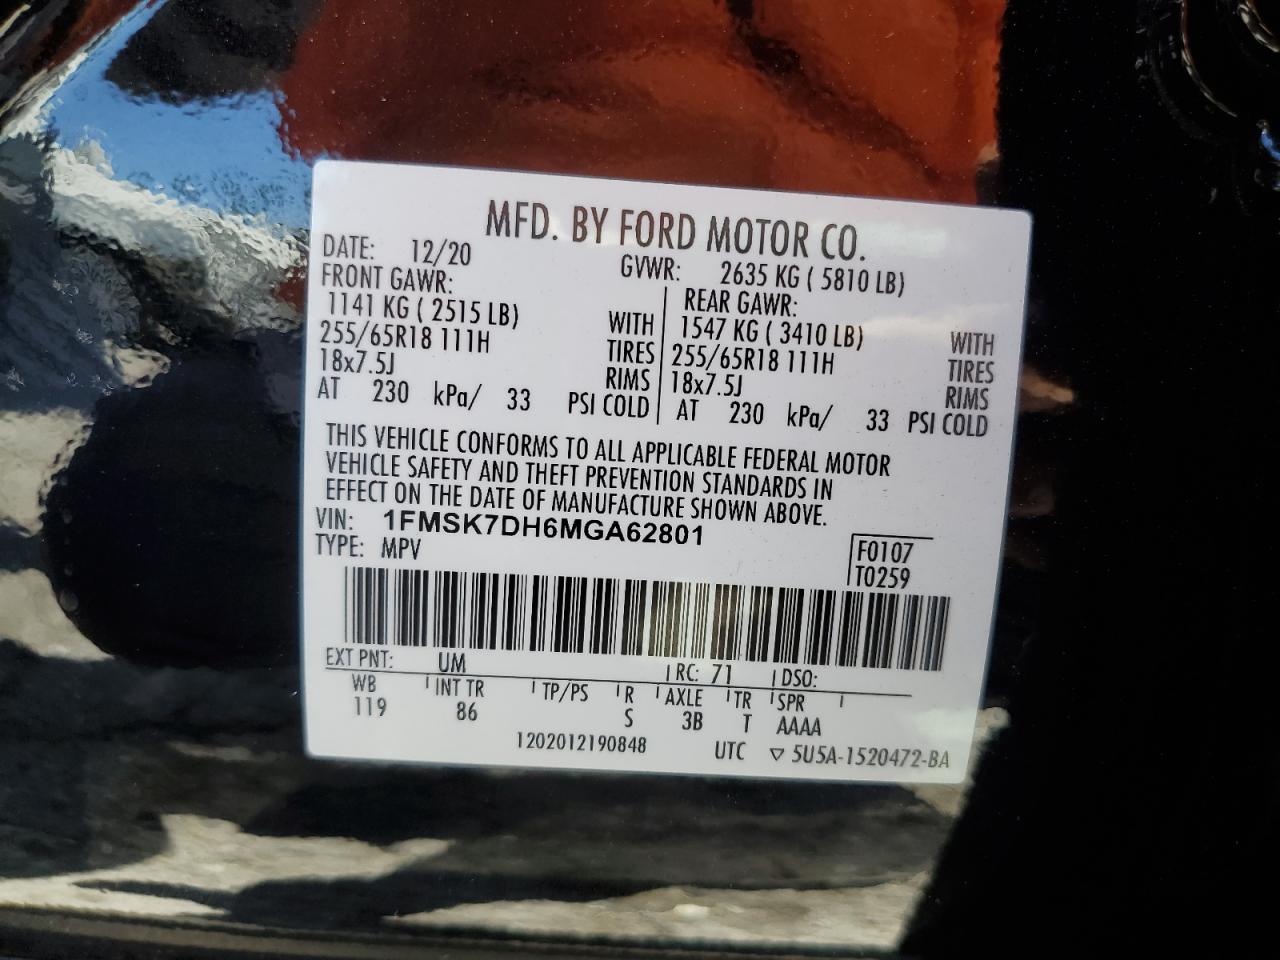 MFD. BY FORD MOTOR CO.
DATE: 12/20 GVWR: 2635 KG ( 5810 LB)
FRONT GAWR: REAR GAWR:
1141 KG ( 2515 LB) WITH 1547 KG ( 3410 LB) WITH
255/65R18 111H TIRES 255/65R18 111H TIRES
18x7.5J RIMS 18x7.5J RIMS
AT 230 kPa/ 33 PSI COLD AT 230 kPa/ 33 PSI COLD
THIS VEHICLE CONFORMS TO ALL APPLICABLE FEDERAL MOTOR
VEHICLE SAFETY AND THEFT PREVENTION STANDARDS IN
EFFECT ON THE DATE OF MANUFACTURE SHOWN ABOVE.
VIN: 1FMSK7DH6MGA62801
TYPE: MPV
F0107
T0259
EXT PNT: UM RC: 71 DSO:
WB INT TR TP/PS R AXLE TR SPR
119 86 S 3B T AAAA
1202012190848 UTC ▽ 5U5A-1520472-BA